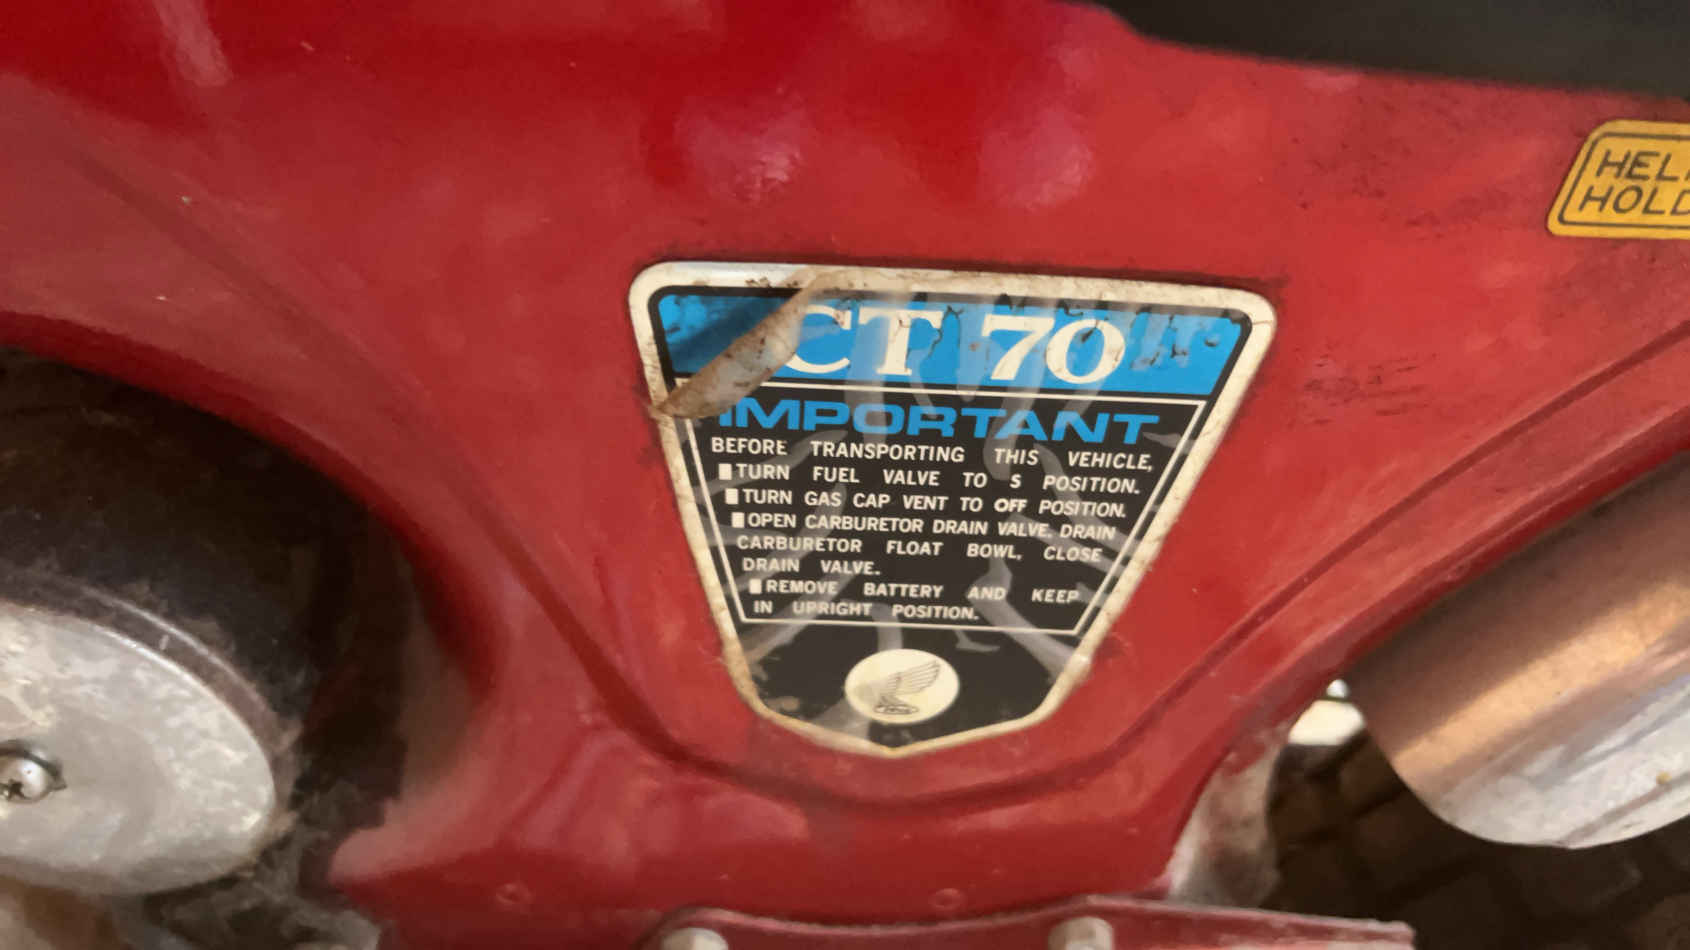 CT 70
IMPORTANT
BEFORE TRANSPORTING THIS VEHICLE,
TURN FUEL VALVE TO S POSITION.
TURN GAS CAP VENT TO OFF POSITION.
OPEN CARBURETOR DRAIN VALVE, DRAIN
CARBURETOR FLOAT BOWL, CLOSE
DRAIN VALVE.
REMOVE BATTERY AND KEEP
IN UPRIGHT POSITION.